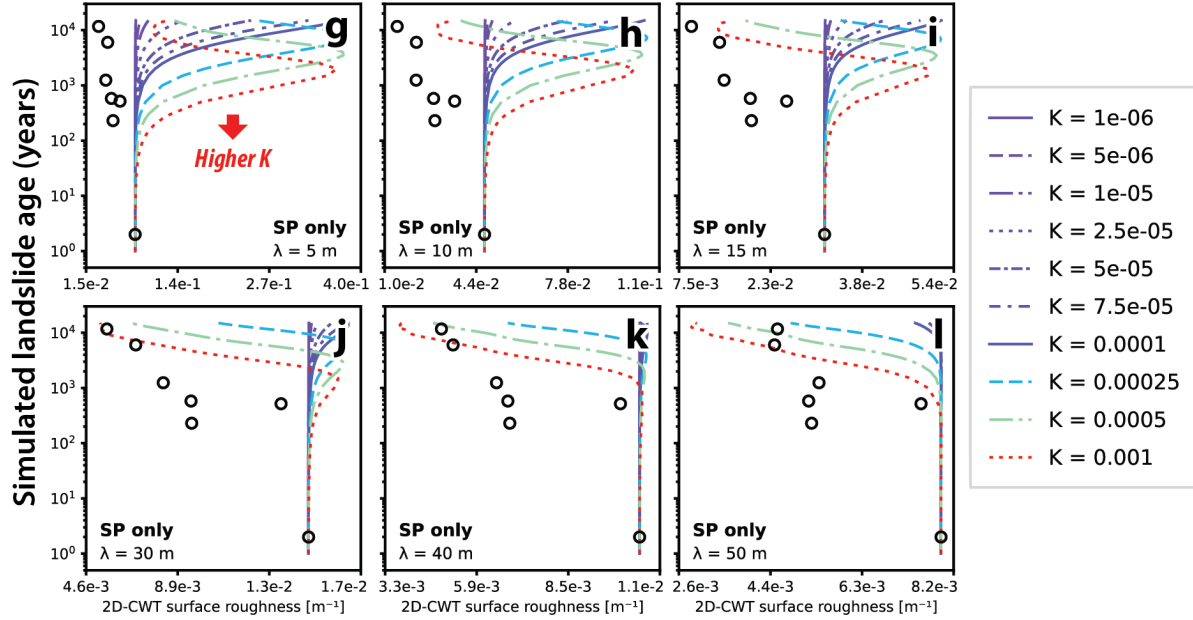 Simulated landslide age (years)
10⁴
10³
10²
10¹
10⁰
g
Higher K
SP only
λ = 5 m
1.5e-2
1.4e-1
2.7e-1
4.0e-1
h
SP only
λ = 10 m
1.0e-2
4.4e-2
7.8e-2
1.1e-1
i
SP only
λ = 15 m
7.5e-3
2.3e-2
3.8e-2
5.4e-2
10⁴
10³
10²
10¹
10⁰
j
SP only
λ = 30 m
4.6e-3
8.9e-3
1.3e-2
1.7e-2
2D-CWT surface roughness [m⁻¹]
k
SP only
λ = 40 m
3.3e-3
5.9e-3
8.5e-3
1.1e-2
2D-CWT surface roughness [m⁻¹]
l
SP only
λ = 50 m
2.6e-3
4.4e-3
6.3e-3
8.2e-3
2D-CWT surface roughness [m⁻¹]
K = 1e-06
K = 5e-06
K = 1e-05
K = 2.5e-05
K = 5e-05
K = 7.5e-05
K = 0.0001
K = 0.00025
K = 0.0005
K = 0.001